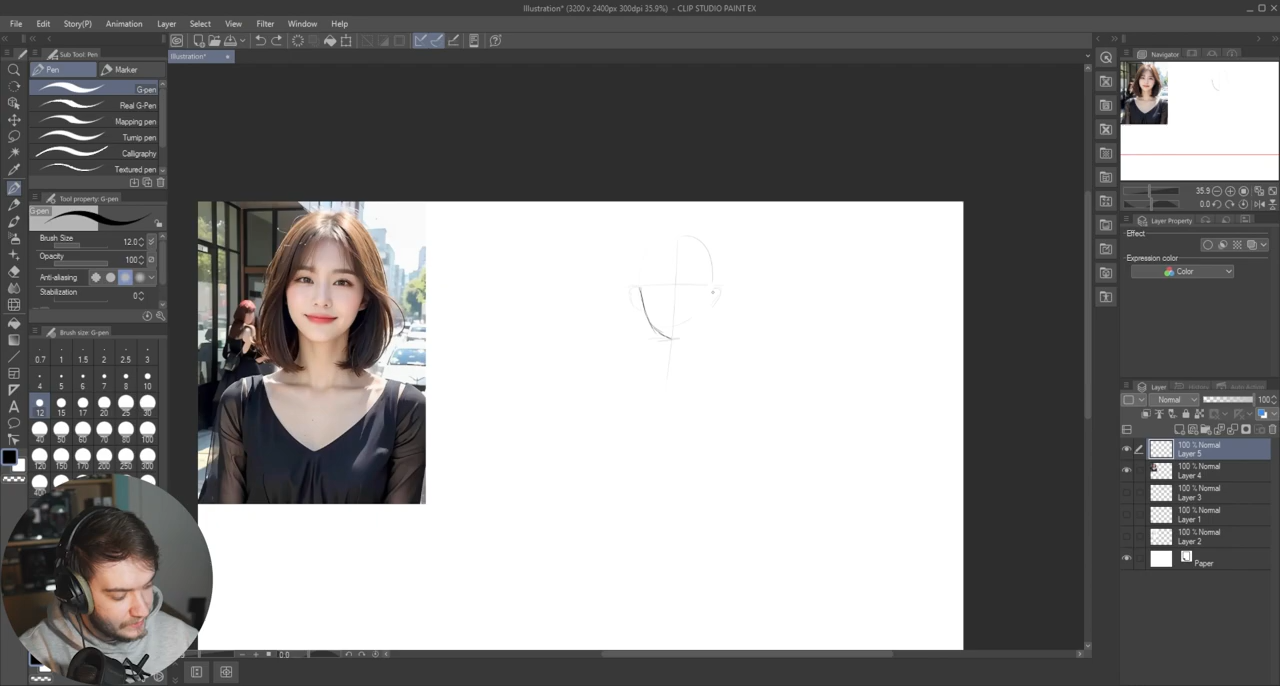 Illustration* (3200 x 2400px 300dpi 35.9%) - CLIP STUDIO PAINT EX
File Edit Story(P) Animation Layer Select View Filter Window Help
Sub Tool: Pen
Illustration*
Navigator
Pen Marker
G-pen
Real G-Pen
Mapping pen
Turnip pen
Calligraphy
Textured pen
Tool property: G-pen
G-pen
Brush Size 12.0
Opacity 100
Anti-aliasing
Stabilization 0
Brush size: G-pen
0.7 1 1.5 2 2.5 3
4 5 6 7 8 10
12 15 17 20 25 30
40 50 60 70 80 100
120 150 170 200 250 300
35.9
0.0
Layer Property
Effect
Expression color
Color
Layer
Normal 100
100 % Normal
Layer 5
100 % Normal
Layer 4
100 % Normal
Layer 3
100 % Normal
Layer 1
100 % Normal
Layer 2
Paper